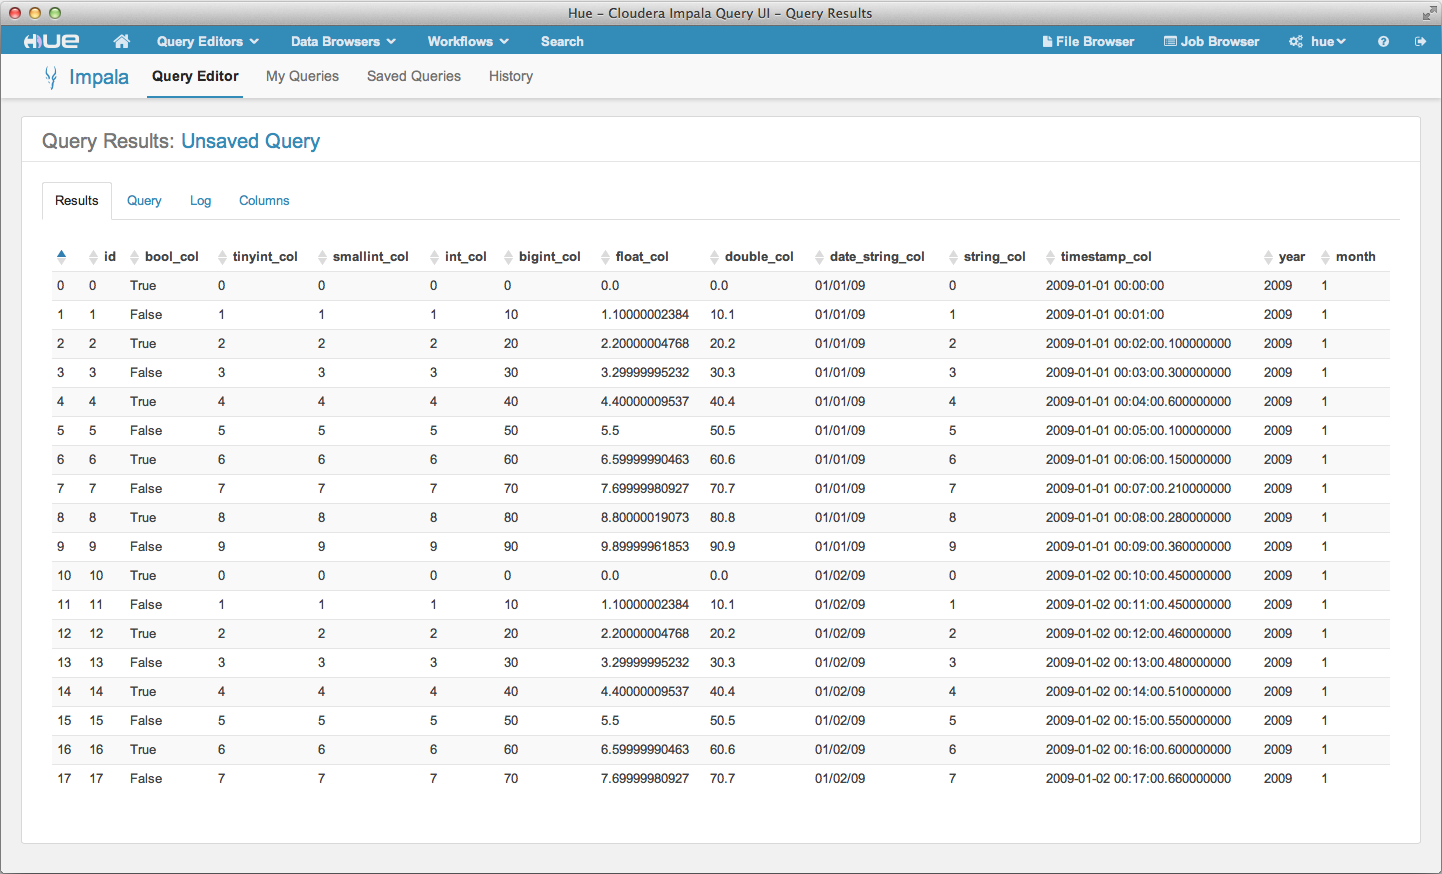 Hue - Cloudera Impala Query UI - Query Results
HUE Query Editors Data Browsers Workflows Search File Browser Job Browser hue ?
Impala Query Editor My Queries Saved Queries History
Query Results: Unsaved Query
Results Query Log Columns
id bool_col tinyint_col smallint_col int_col bigint_col float_col double_col date_string_col string_col timestamp_col year month
0 0 True 0 0 0 0 0.0 0.0 01/01/09 0 2009-01-01 00:00:00 2009 1
1 1 False 1 1 1 10 1.10000002384 10.1 01/01/09 1 2009-01-01 00:01:00 2009 1
2 2 True 2 2 2 20 2.20000004768 20.2 01/01/09 2 2009-01-01 00:02:00.100000000 2009 1
3 3 False 3 3 3 30 3.29999995232 30.3 01/01/09 3 2009-01-01 00:03:00.300000000 2009 1
4 4 True 4 4 4 40 4.40000009537 40.4 01/01/09 4 2009-01-01 00:04:00.600000000 2009 1
5 5 False 5 5 5 50 5.5 50.5 01/01/09 5 2009-01-01 00:05:00.100000000 2009 1
6 6 True 6 6 6 60 6.59999990463 60.6 01/01/09 6 2009-01-01 00:06:00.150000000 2009 1
7 7 False 7 7 7 70 7.69999980927 70.7 01/01/09 7 2009-01-01 00:07:00.210000000 2009 1
8 8 True 8 8 8 80 8.80000019073 80.8 01/01/09 8 2009-01-01 00:08:00.280000000 2009 1
9 9 False 9 9 9 90 9.89999961853 90.9 01/01/09 9 2009-01-01 00:09:00.360000000 2009 1
10 10 True 0 0 0 0 0.0 0.0 01/02/09 0 2009-01-02 00:10:00.450000000 2009 1
11 11 False 1 1 1 10 1.10000002384 10.1 01/02/09 1 2009-01-02 00:11:00.450000000 2009 1
12 12 True 2 2 2 20 2.20000004768 20.2 01/02/09 2 2009-01-02 00:12:00.460000000 2009 1
13 13 False 3 3 3 30 3.29999995232 30.3 01/02/09 3 2009-01-02 00:13:00.480000000 2009 1
14 14 True 4 4 4 40 4.40000009537 40.4 01/02/09 4 2009-01-02 00:14:00.510000000 2009 1
15 15 False 5 5 5 50 5.5 50.5 01/02/09 5 2009-01-02 00:15:00.550000000 2009 1
16 16 True 6 6 6 60 6.59999990463 60.6 01/02/09 6 2009-01-02 00:16:00.600000000 2009 1
17 17 False 7 7 7 70 7.69999980927 70.7 01/02/09 7 2009-01-02 00:17:00.660000000 2009 1